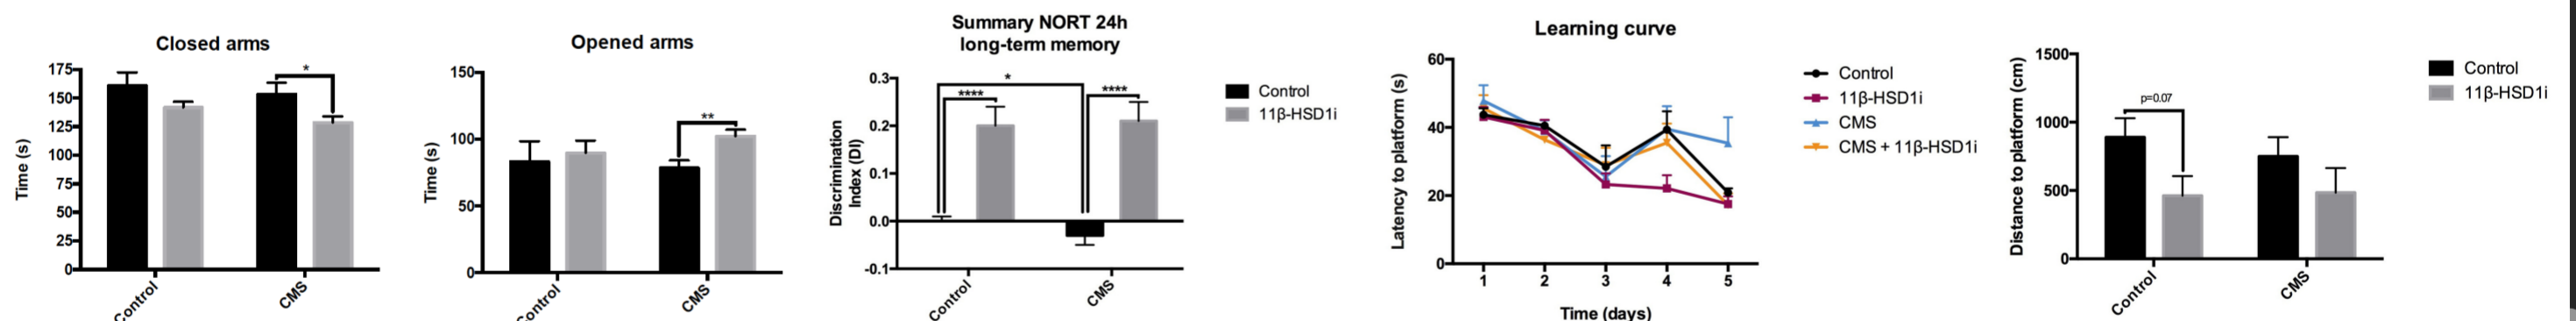 Closed arms
Time (s)
175
150
125
100
75
50
25
0
*
Control
CMS
Opened arms
Time (s)
150
100
50
0
**
Control
CMS
Summary NORT 24h
long-term memory
Discrimination
Index (DI)
0.3
0.2
0.1
0.0
-0.1
*
****
****
Control
CMS
Control
11β-HSD1i
Learning curve
Latency to platform (s)
60
40
20
0
1 2 3 4 5
Time (days)
Control
11β-HSD1i
CMS
CMS + 11β-HSD1i
Distance to platform (cm)
1500
1000
500
0
p=0.07
Control
CMS
Control
11β-HSD1i